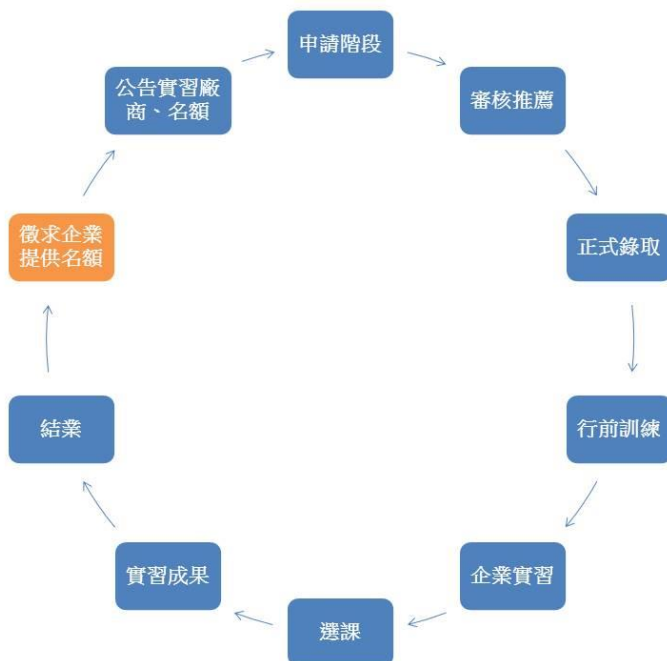 申請階段
審核推薦
正式錄取
行前訓練
企業實習
選課
實習成果
結業
徵求企業
提供名額
公告實習廠
商、名額